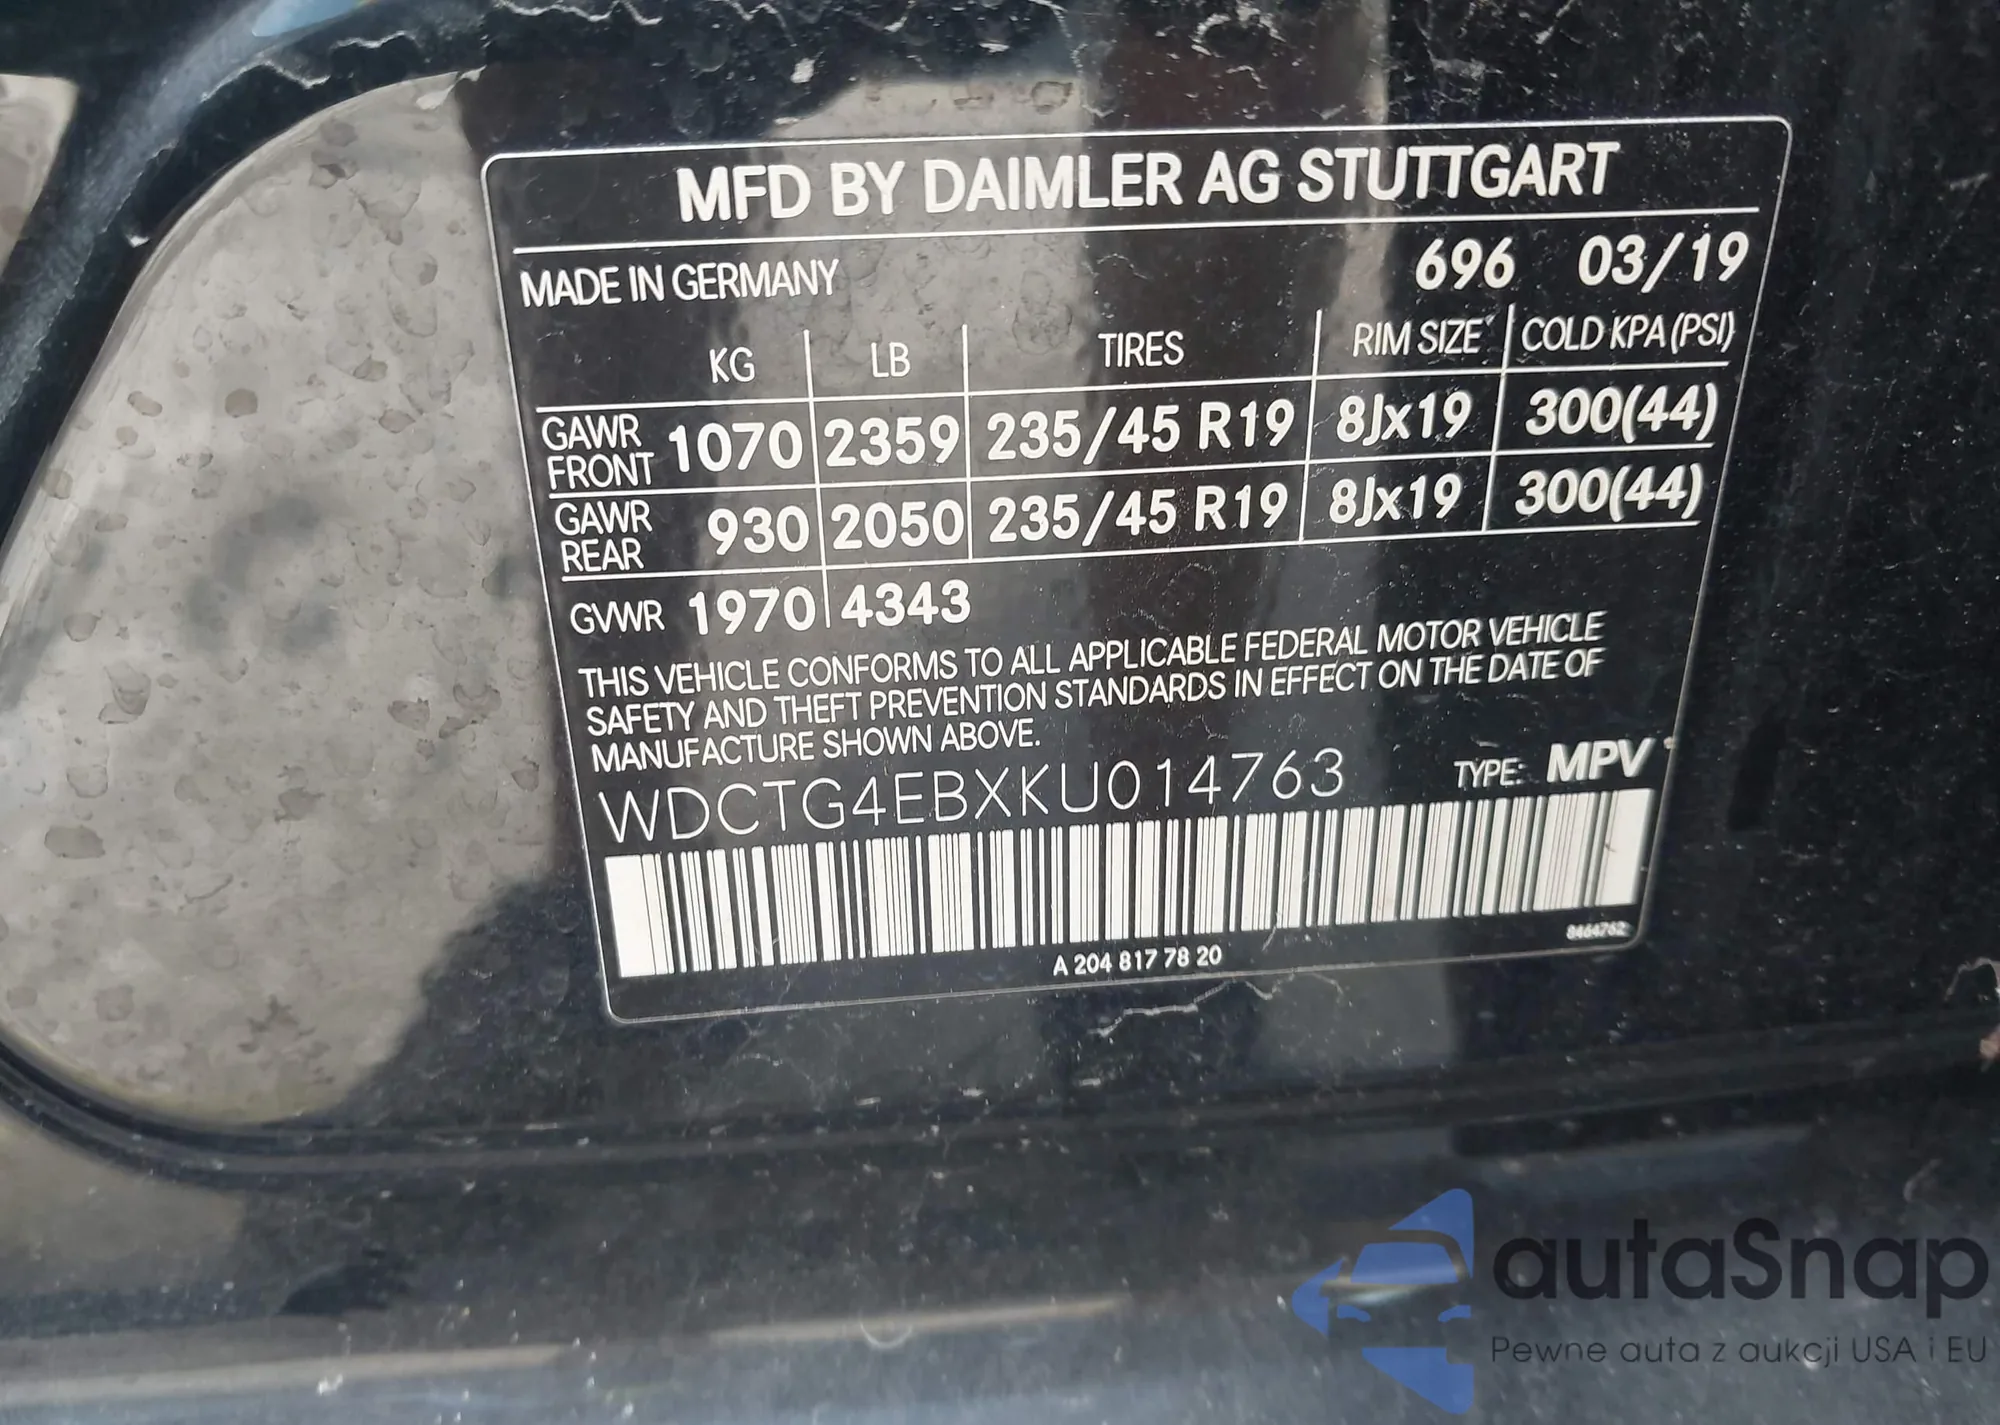 MFD BY DAIMLER AG STUTTGART
MADE IN GERMANY 696 03/19
KG LB TIRES RIM SIZE COLD KPA (PSI)
GAWR FRONT 1070 2359 235/45 R19 8Jx19 300(44)
GAWR REAR 930 2050 235/45 R19 8Jx19 300(44)
GVWR 1970 4343
THIS VEHICLE CONFORMS TO ALL APPLICABLE FEDERAL MOTOR VEHICLE
SAFETY AND THEFT PREVENTION STANDARDS IN EFFECT ON THE DATE OF
MANUFACTURE SHOWN ABOVE.
WDCTG4EBXKU014763 TYPE: MPV
8464762
A 204 817 78 20
autaSnap
Pewne auta z aukcji USA i EU